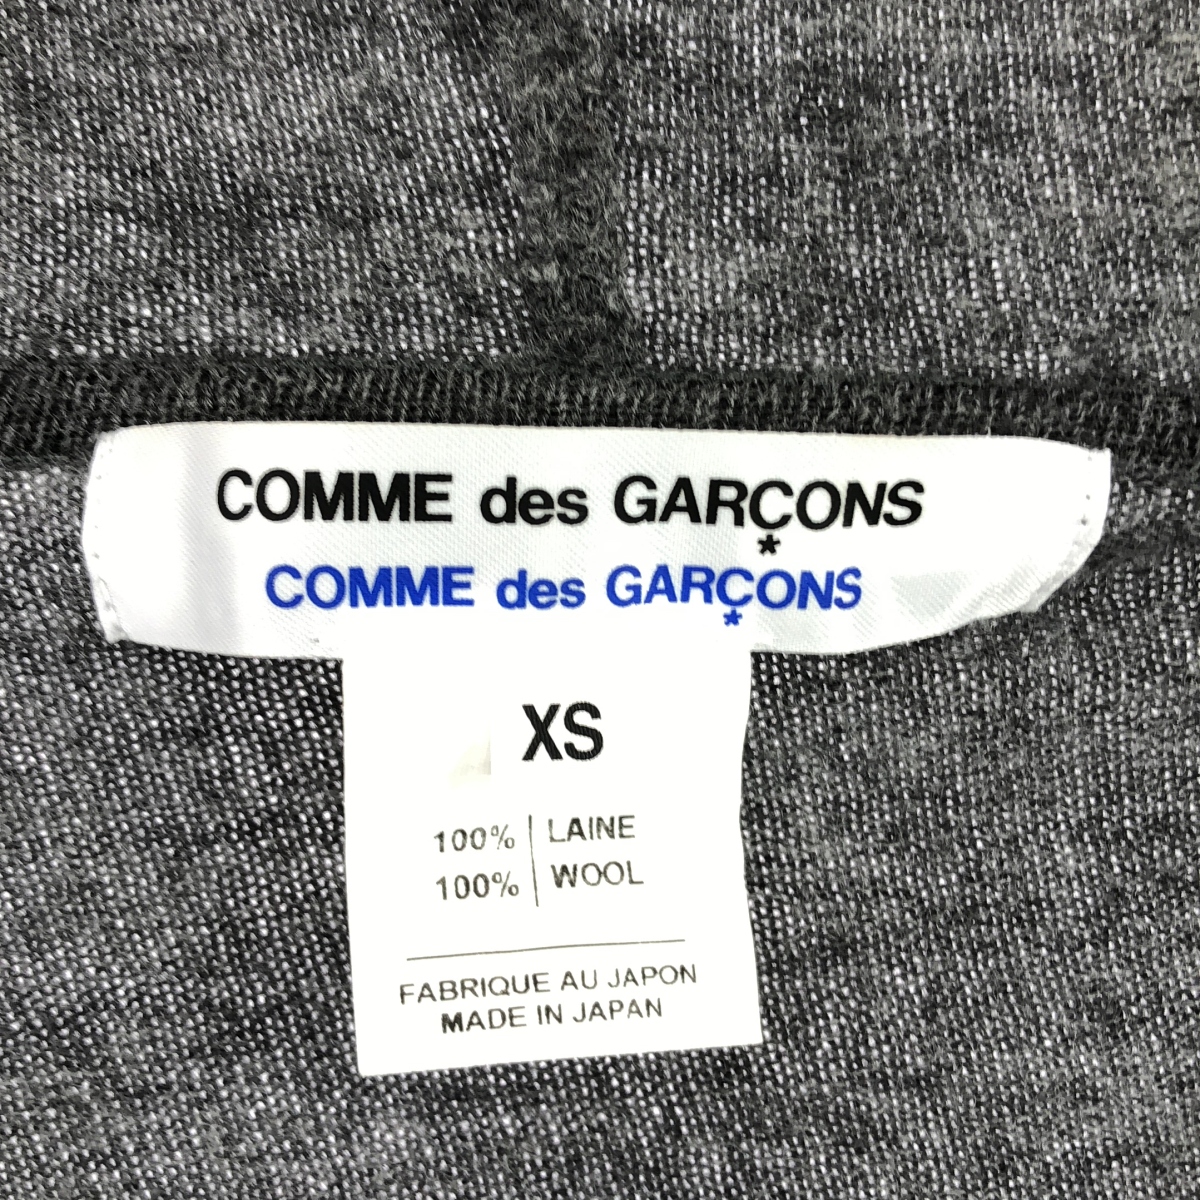 COMME des GARÇONS
*
COMME des GARÇONS
*
XS
100% | LAINE
100% | WOOL
FABRIQUE AU JAPON
MADE IN JAPAN